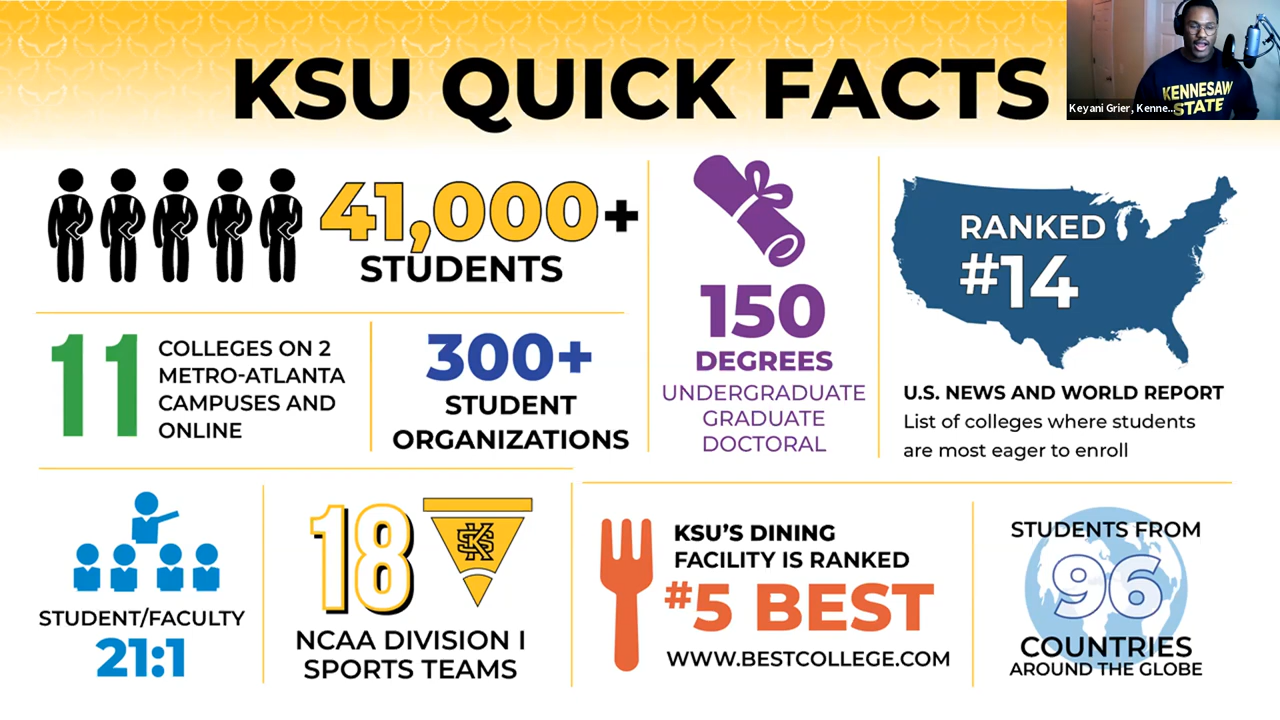 KSU QUICK FACTS
KENNESAW
STATE
Keyani Grier, Kenne...
41,000+
STUDENTS
150
DEGREES
UNDERGRADUATE
GRADUATE
DOCTORAL
RANKED
#14
U.S. NEWS AND WORLD REPORT
List of colleges where students
are most eager to enroll
11
COLLEGES ON 2
METRO-ATLANTA
CAMPUSES AND
ONLINE
300+
STUDENT
ORGANIZATIONS
STUDENT/FACULTY
21:1
18
KS
NCAA DIVISION I
SPORTS TEAMS
KSU'S DINING
FACILITY IS RANKED
#5 BEST
WWW.BESTCOLLEGE.COM
STUDENTS FROM
96
COUNTRIES
AROUND THE GLOBE